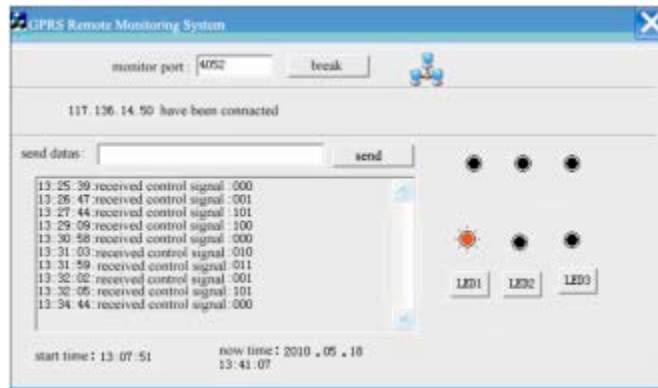 GPRS Remote Monitoring System
monitor port: 4052 break
117.136.14.50 have been connacted
send datas: send
13:25:39:received control signal :000
13:26:47:received control signal :001
13:27:44:received control signal :101
13:29:09:received control signal :100
13:30:58:received control signal :000
13:31:03:received control signal :010
13:31:59:received control signal :011
13:32:02:received control signal :001
13:32:05:received control signal :101
13:34:44:received control signal :000
LED1 LED2 LED3
start time: 13:07:51
now time: 2010.05.18
13:41:07